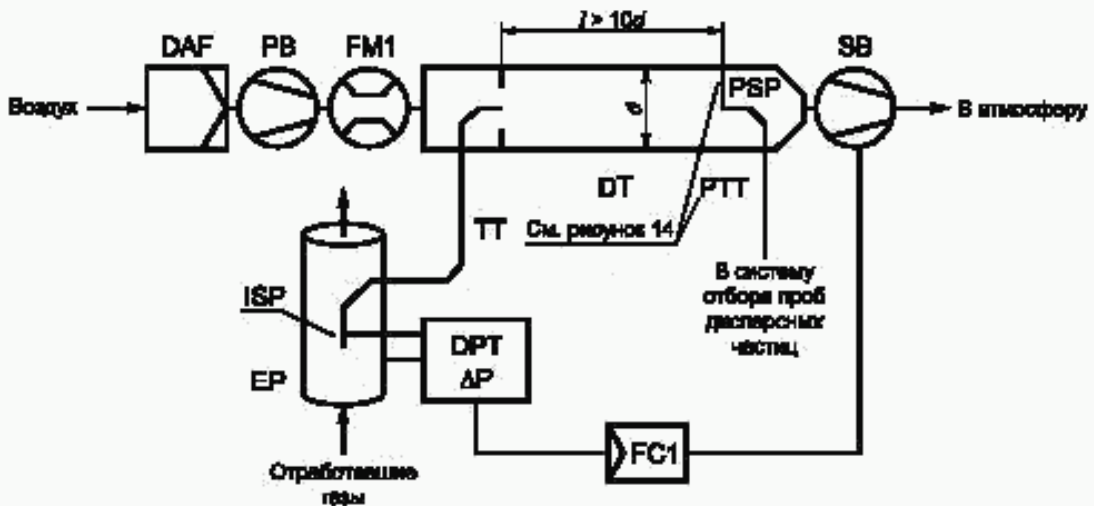 l > 10d
DAF
PB
FM1
SB
Воздух
d
PSP
В атмосферу
DT
PTT
TT
См. рисунок 14
ISP
В систему
отбора проб
дисперсных
частиц
DPT
ΔP
EP
FC1
Отработавшие
газы